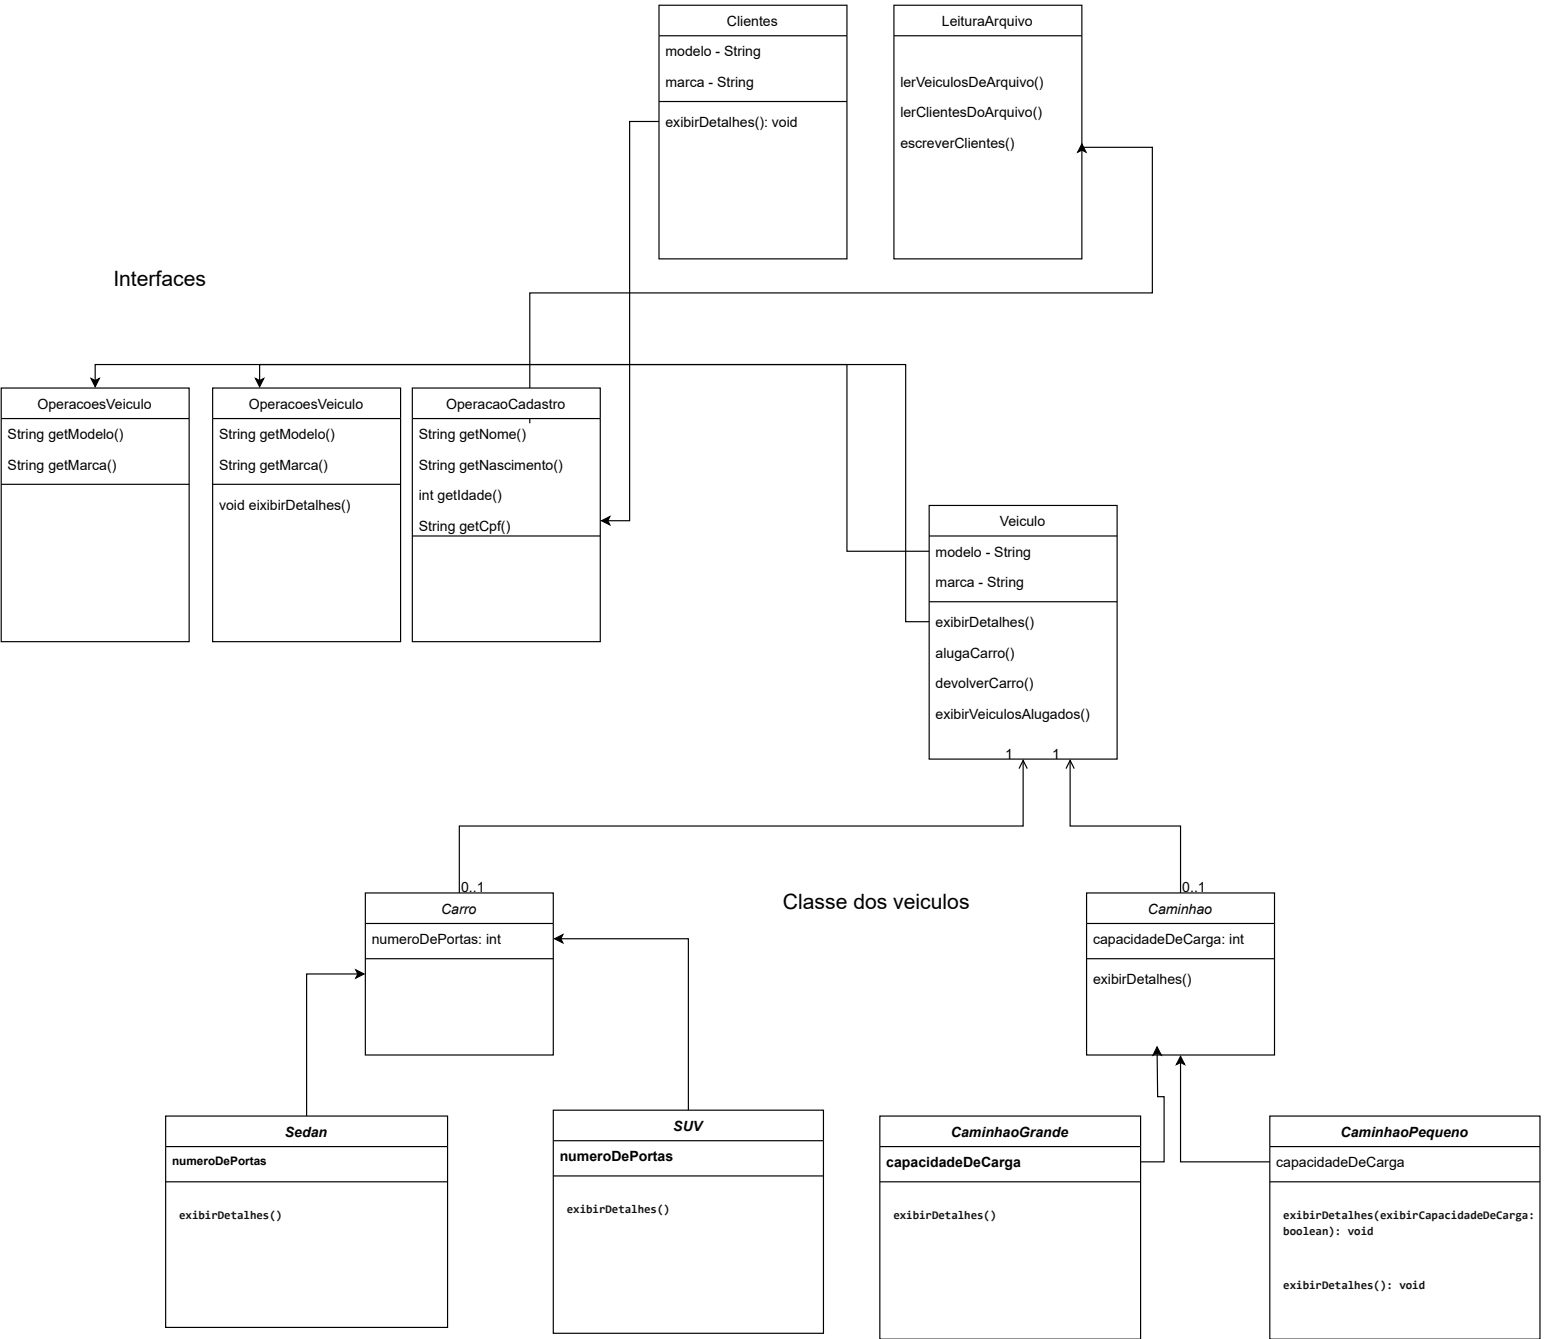 Clientes
modelo - String
marca - String
exibirDetalhes(): void
LeituraArquivo
lerVeiculosDeArquivo()
lerClientesDoArquivo()
escreverClientes()
Interfaces
OperacoesVeiculo
String getModelo()
String getMarca()
OperacoesVeiculo
String getModelo()
String getMarca()
void eixibirDetalhes()
OperacaoCadastro
String getNome()
String getNascimento()
int getIdade()
String getCpf()
Veiculo
modelo - String
marca - String
exibirDetalhes()
alugaCarro()
devolverCarro()
exibirVeiculosAlugados()
1
1
0..1
Carro
numeroDePortas: int
Classe dos veiculos
0..1
Caminhao
capacidadeDeCarga: int
exibirDetalhes()
Sedan
numeroDePortas
exibirDetalhes()
SUV
numeroDePortas
exibirDetalhes()
CaminhaoGrande
capacidadeDeCarga
exibirDetalhes()
CaminhaoPequeno
capacidadeDeCarga
exibirDetalhes(exibirCapacidadeDeCarga:
boolean): void
exibirDetalhes(): void